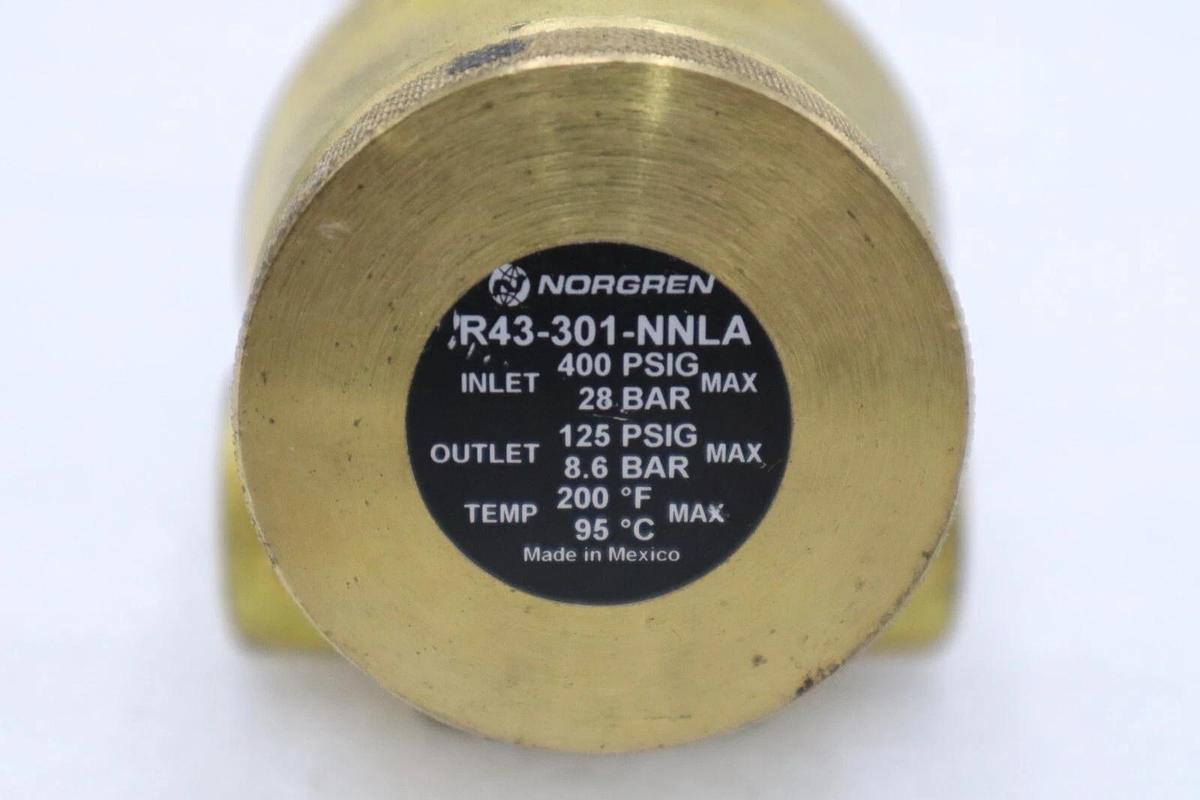 NORGREN
R43-301-NNLA
INLET 400 PSIG 28 BAR MAX
OUTLET 125 PSIG 8.6 BAR MAX
TEMP 200 °F 95 °C MAX
Made in Mexico